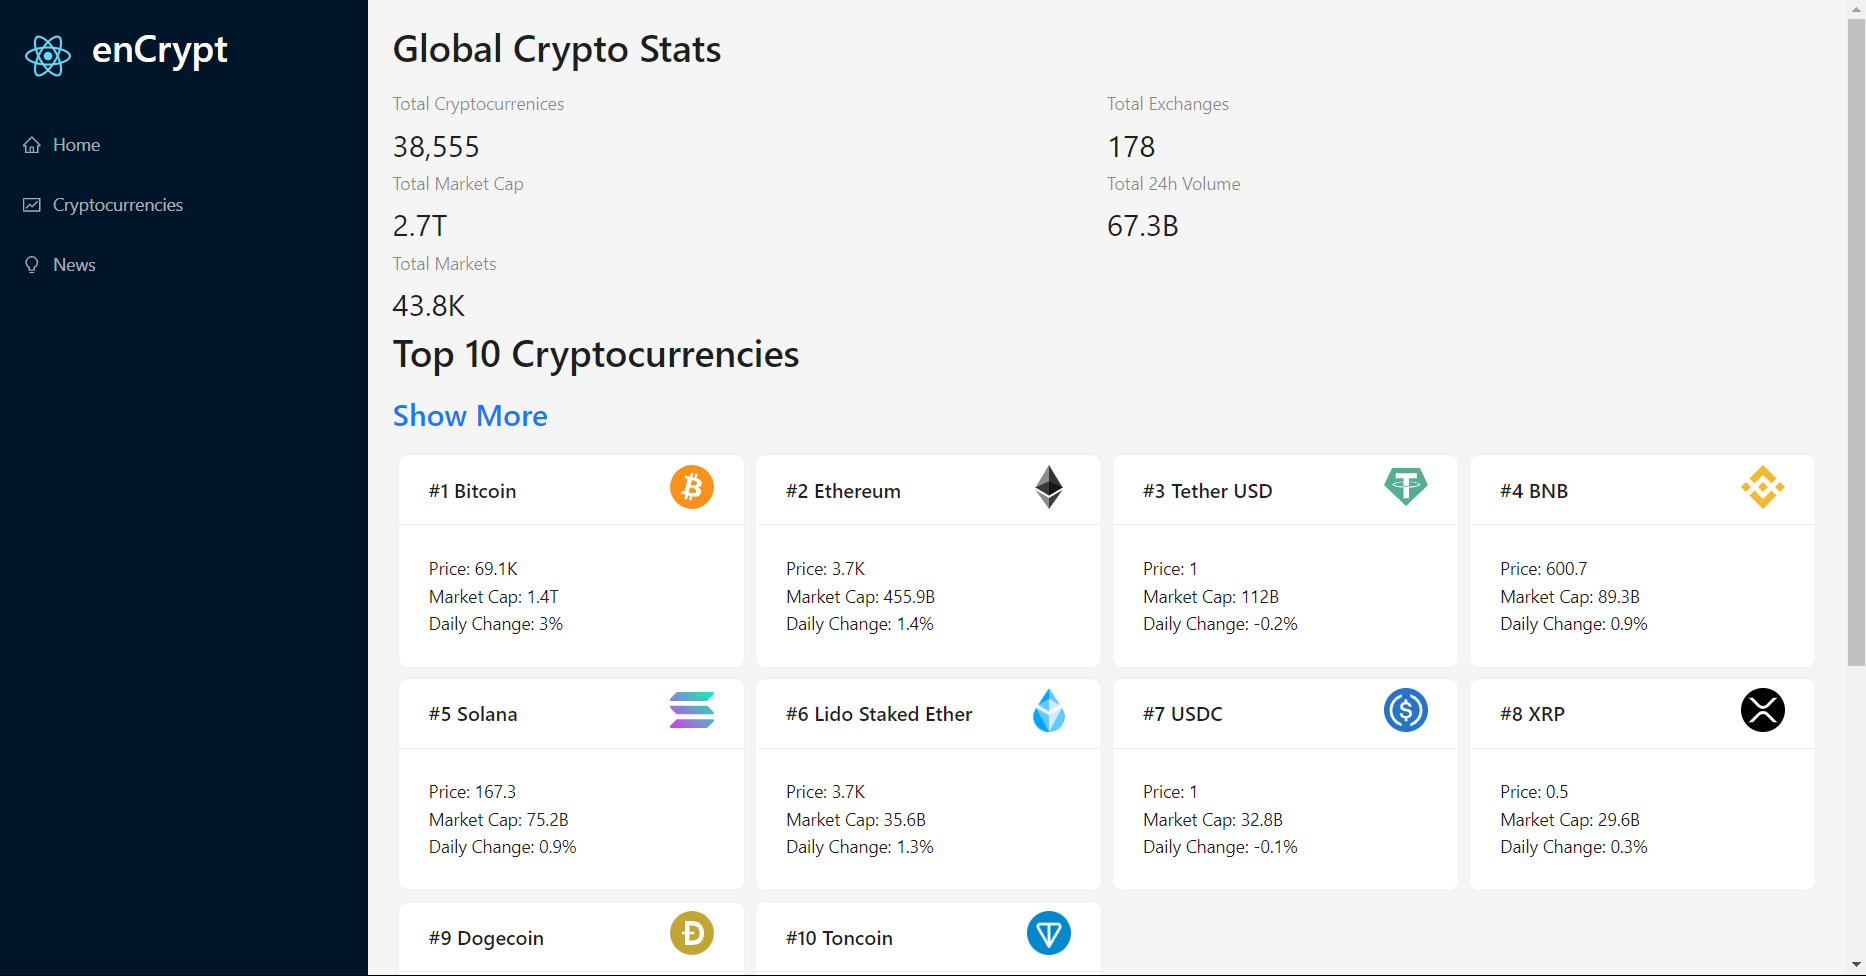 enCrypt
Home
Cryptocurrencies
News
Global Crypto Stats
Total Cryptocurrenices
38,555
Total Exchanges
178
Total Market Cap
2.7T
Total 24h Volume
67.3B
Total Markets
43.8K
Top 10 Cryptocurrencies
Show More
#1 Bitcoin
Price: 69.1K
Market Cap: 1.4T
Daily Change: 3%
#2 Ethereum
Price: 3.7K
Market Cap: 455.9B
Daily Change: 1.4%
#3 Tether USD
Price: 1
Market Cap: 112B
Daily Change: -0.2%
#4 BNB
Price: 600.7
Market Cap: 89.3B
Daily Change: 0.9%
#5 Solana
Price: 167.3
Market Cap: 75.2B
Daily Change: 0.9%
#6 Lido Staked Ether
Price: 3.7K
Market Cap: 35.6B
Daily Change: 1.3%
#7 USDC
Price: 1
Market Cap: 32.8B
Daily Change: -0.1%
#8 XRP
Price: 0.5
Market Cap: 29.6B
Daily Change: 0.3%
#9 Dogecoin
#10 Toncoin